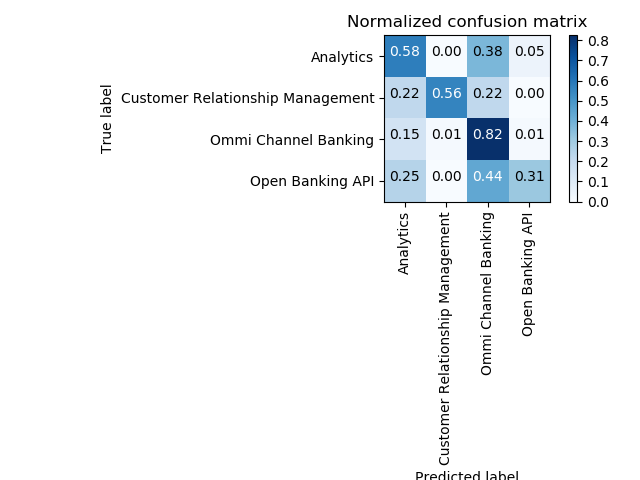 Normalized confusion matrix
True label
Analytics 0.58 0.00 0.38 0.05
Customer Relationship Management 0.22 0.56 0.22 0.00
Ommi Channel Banking 0.15 0.01 0.82 0.01
Open Banking API 0.25 0.00 0.44 0.31
0.8
0.7
0.6
0.5
0.4
0.3
0.2
0.1
0.0
Analytics
Customer Relationship Management
Ommi Channel Banking
Open Banking API
Predicted label